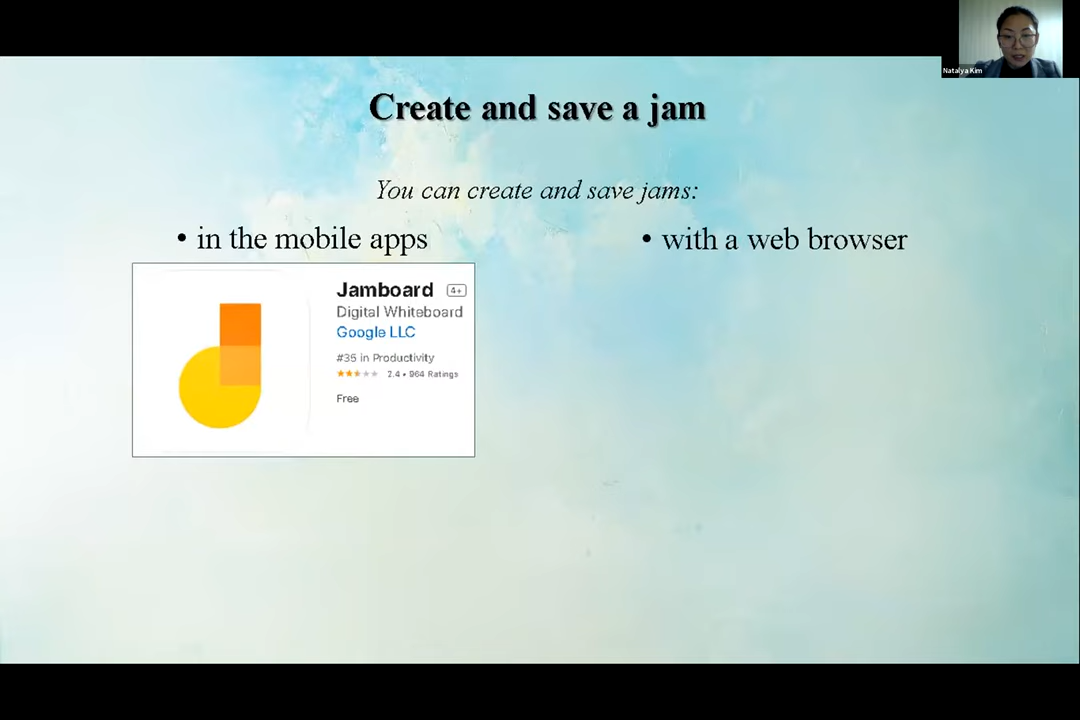 Natalya Kim
Create and save a jam
You can create and save jams:
• in the mobile apps
• with a web browser
Jamboard 4+
Digital Whiteboard
Google LLC
#35 in Productivity
2.4 • 964 Ratings
Free